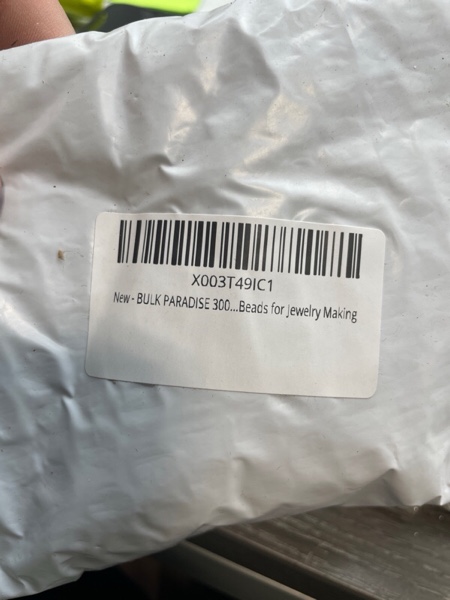 X003T49IC1
New - BULK PARADISE 300...Beads for Jewelry Making